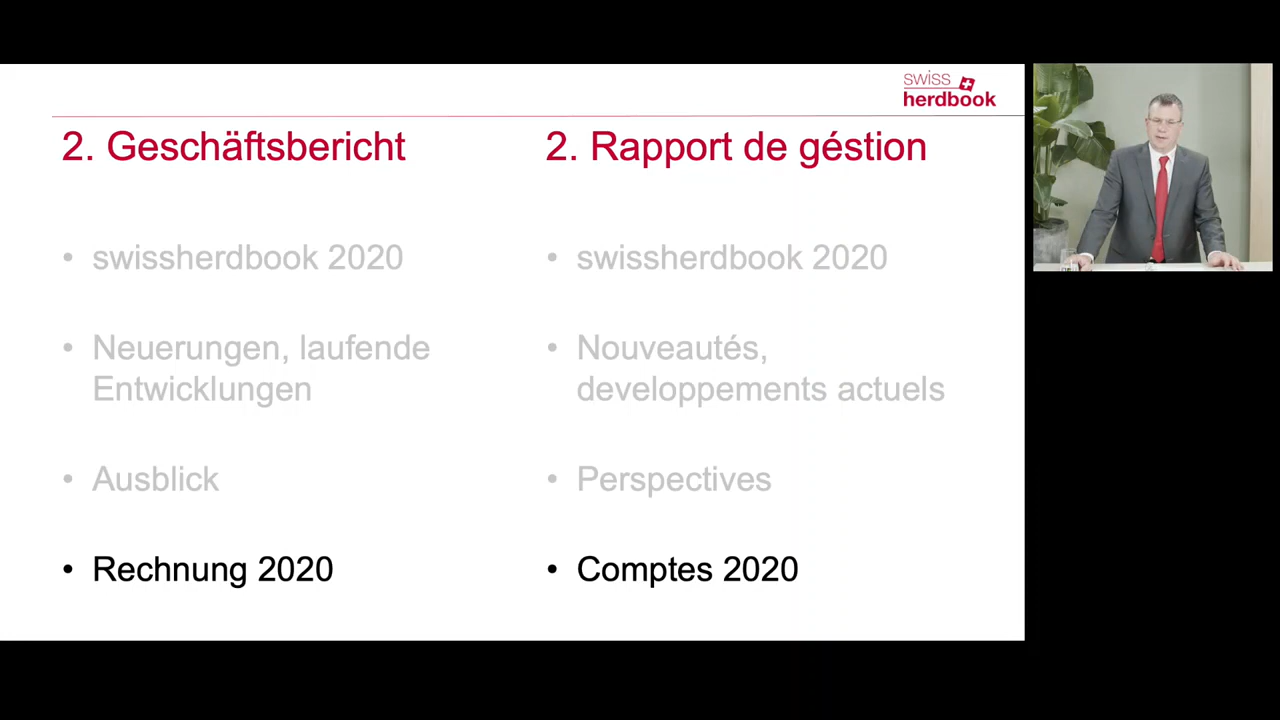 swiss
herdbook
2. Geschäftsbericht
• swissherdbook 2020
• Neuerungen, laufende
Entwicklungen
• Ausblick
• Rechnung 2020
2. Rapport de géstion
• swissherdbook 2020
• Nouveautés,
developpements actuels
• Perspectives
• Comptes 2020